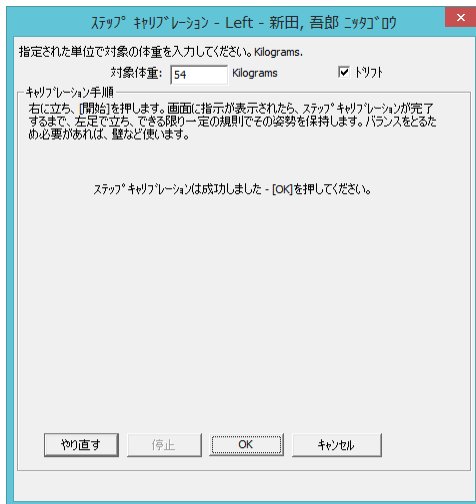 ステップ キャリブレーション - Left - 新田, 吾郎 ニッタゴロウ
指定された単位で対象の体重を入力してください。Kilograms.
対象体重: 54 Kilograms ドリフト
キャリブレーション手順
右に立ち、[開始]を押します。画面に指示が表示されたら、ステップキャリブレーションが完了
するまで、左足で立ち、できる限り一定の規則でその姿勢を保持します。バランスをとるた
め必要があれば、壁など使います。
ステップキャリブレーションは成功しました - [OK]を押してください。
やり直す 停止 OK キャンセル